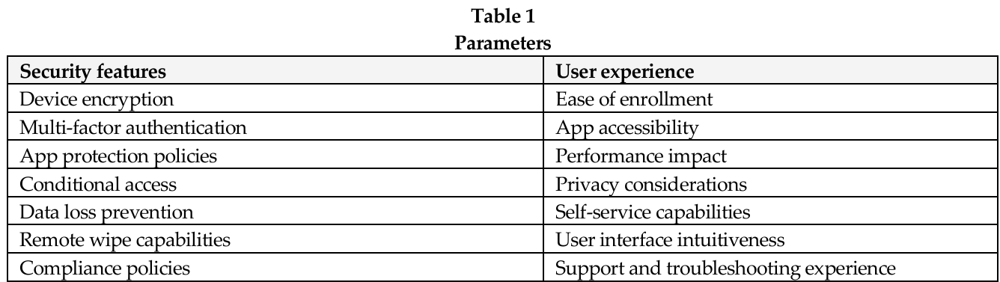 Table 1
Parameters
Security features User experience
Device encryption Ease of enrollment
Multi-factor authentication App accessibility
App protection policies Performance impact
Conditional access Privacy considerations
Data loss prevention Self-service capabilities
Remote wipe capabilities User interface intuitiveness
Compliance policies Support and troubleshooting experience